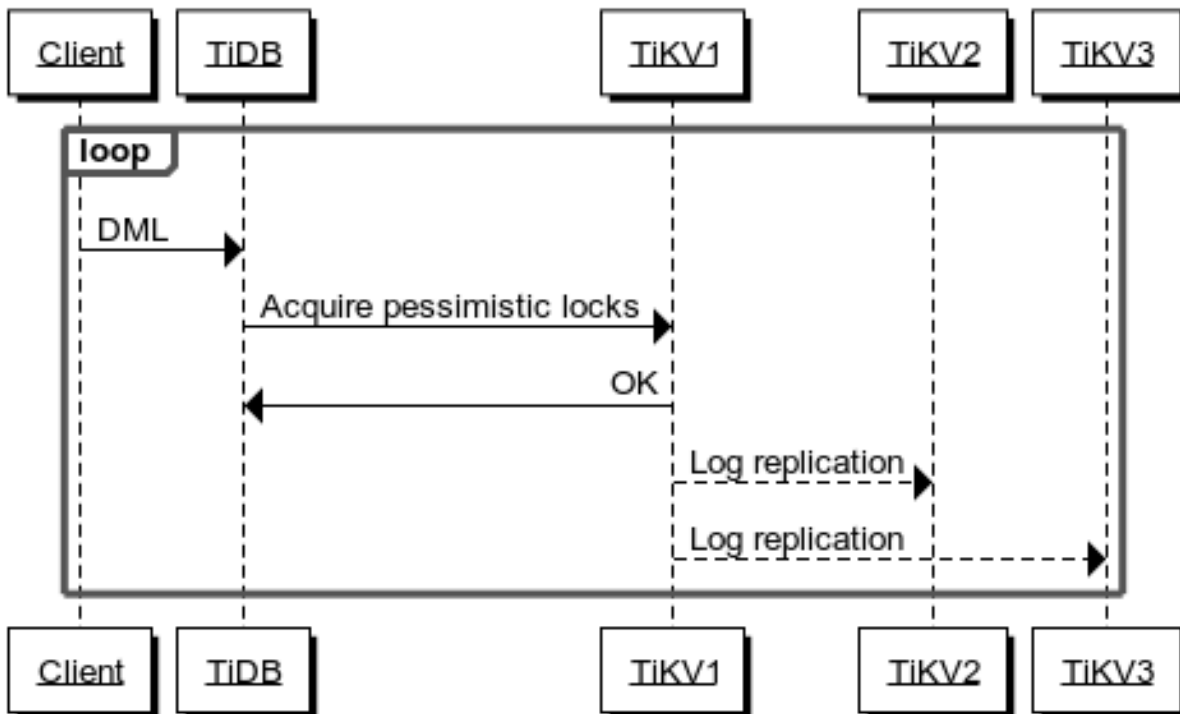 Client TiDB TiKV1 TiKV2 TiKV3
loop
DML
Acquire pessimistic locks
OK
Log replication
Log replication
Client TiDB TiKV1 TiKV2 TiKV3